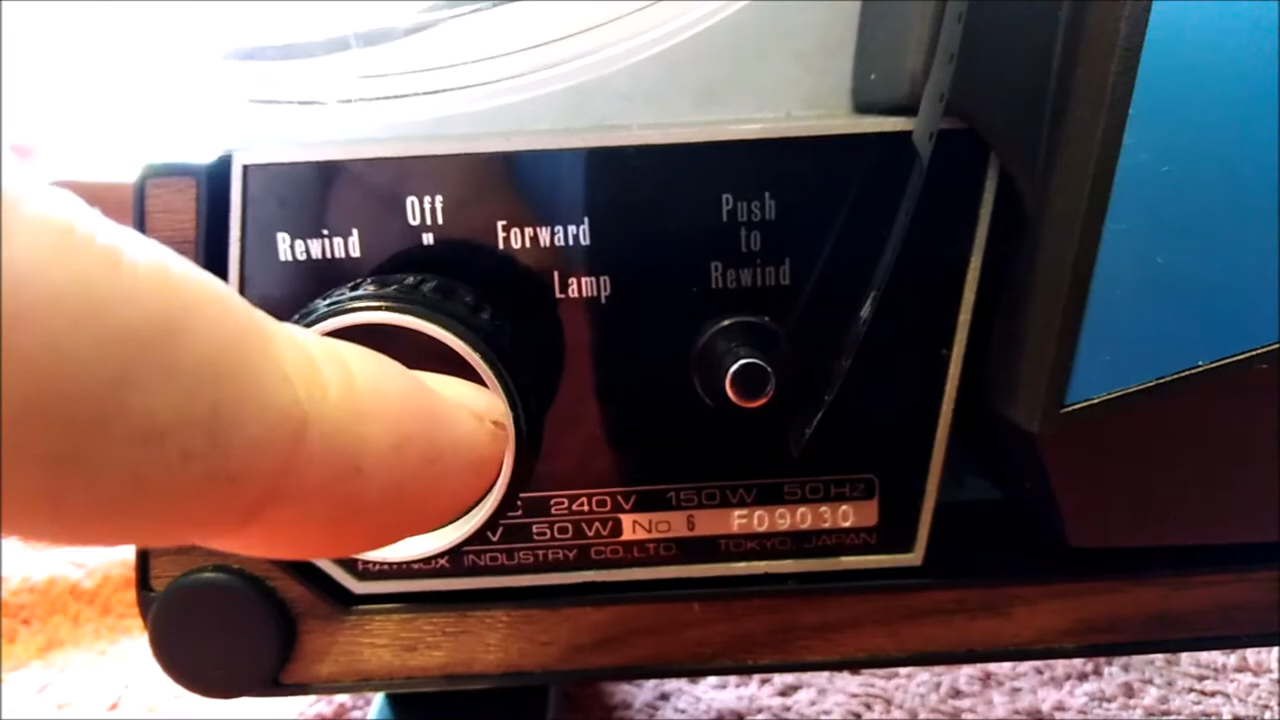 Off
Rewind
Forward
Lamp
Push
to
Rewind
240V 150W 50Hz
V 50W No. 6 F09030
RAYNOX INDUSTRY CO.,LTD. TOKYO, JAPAN